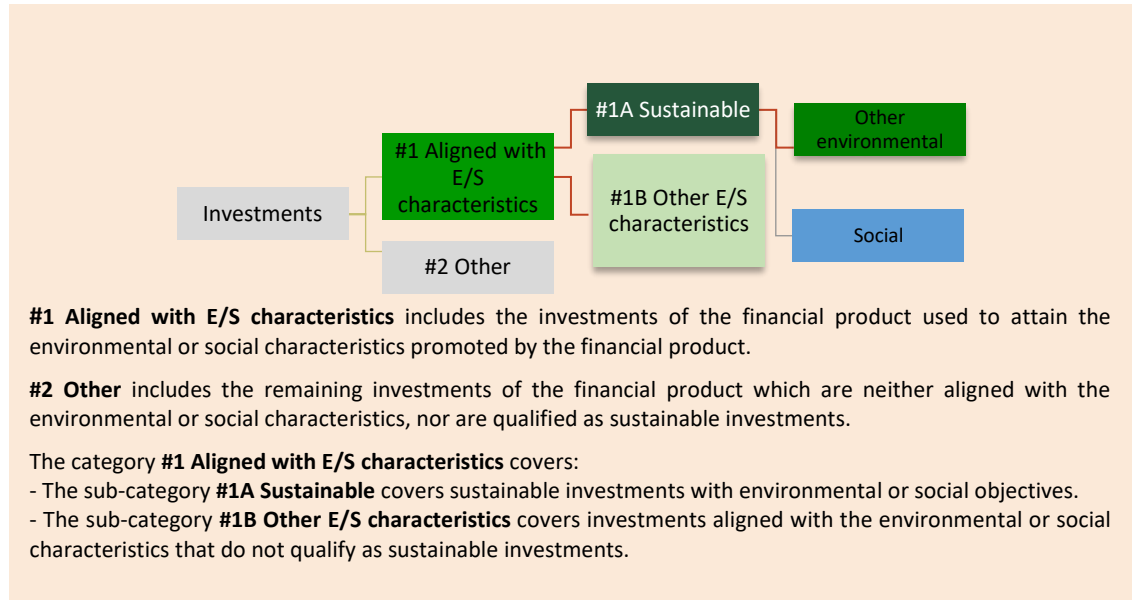 #1A Sustainable
Other
environmental
#1 Aligned with
E/S
characteristics
#1B Other E/S
characteristics
Investments
Social
#2 Other
#1 Aligned with E/S characteristics includes the investments of the financial product used to attain the
environmental or social characteristics promoted by the financial product.
#2 Other includes the remaining investments of the financial product which are neither aligned with the
environmental or social characteristics, nor are qualified as sustainable investments.
The category #1 Aligned with E/S characteristics covers:
- The sub-category #1A Sustainable covers sustainable investments with environmental or social objectives.
- The sub-category #1B Other E/S characteristics covers investments aligned with the environmental or social
characteristics that do not qualify as sustainable investments.